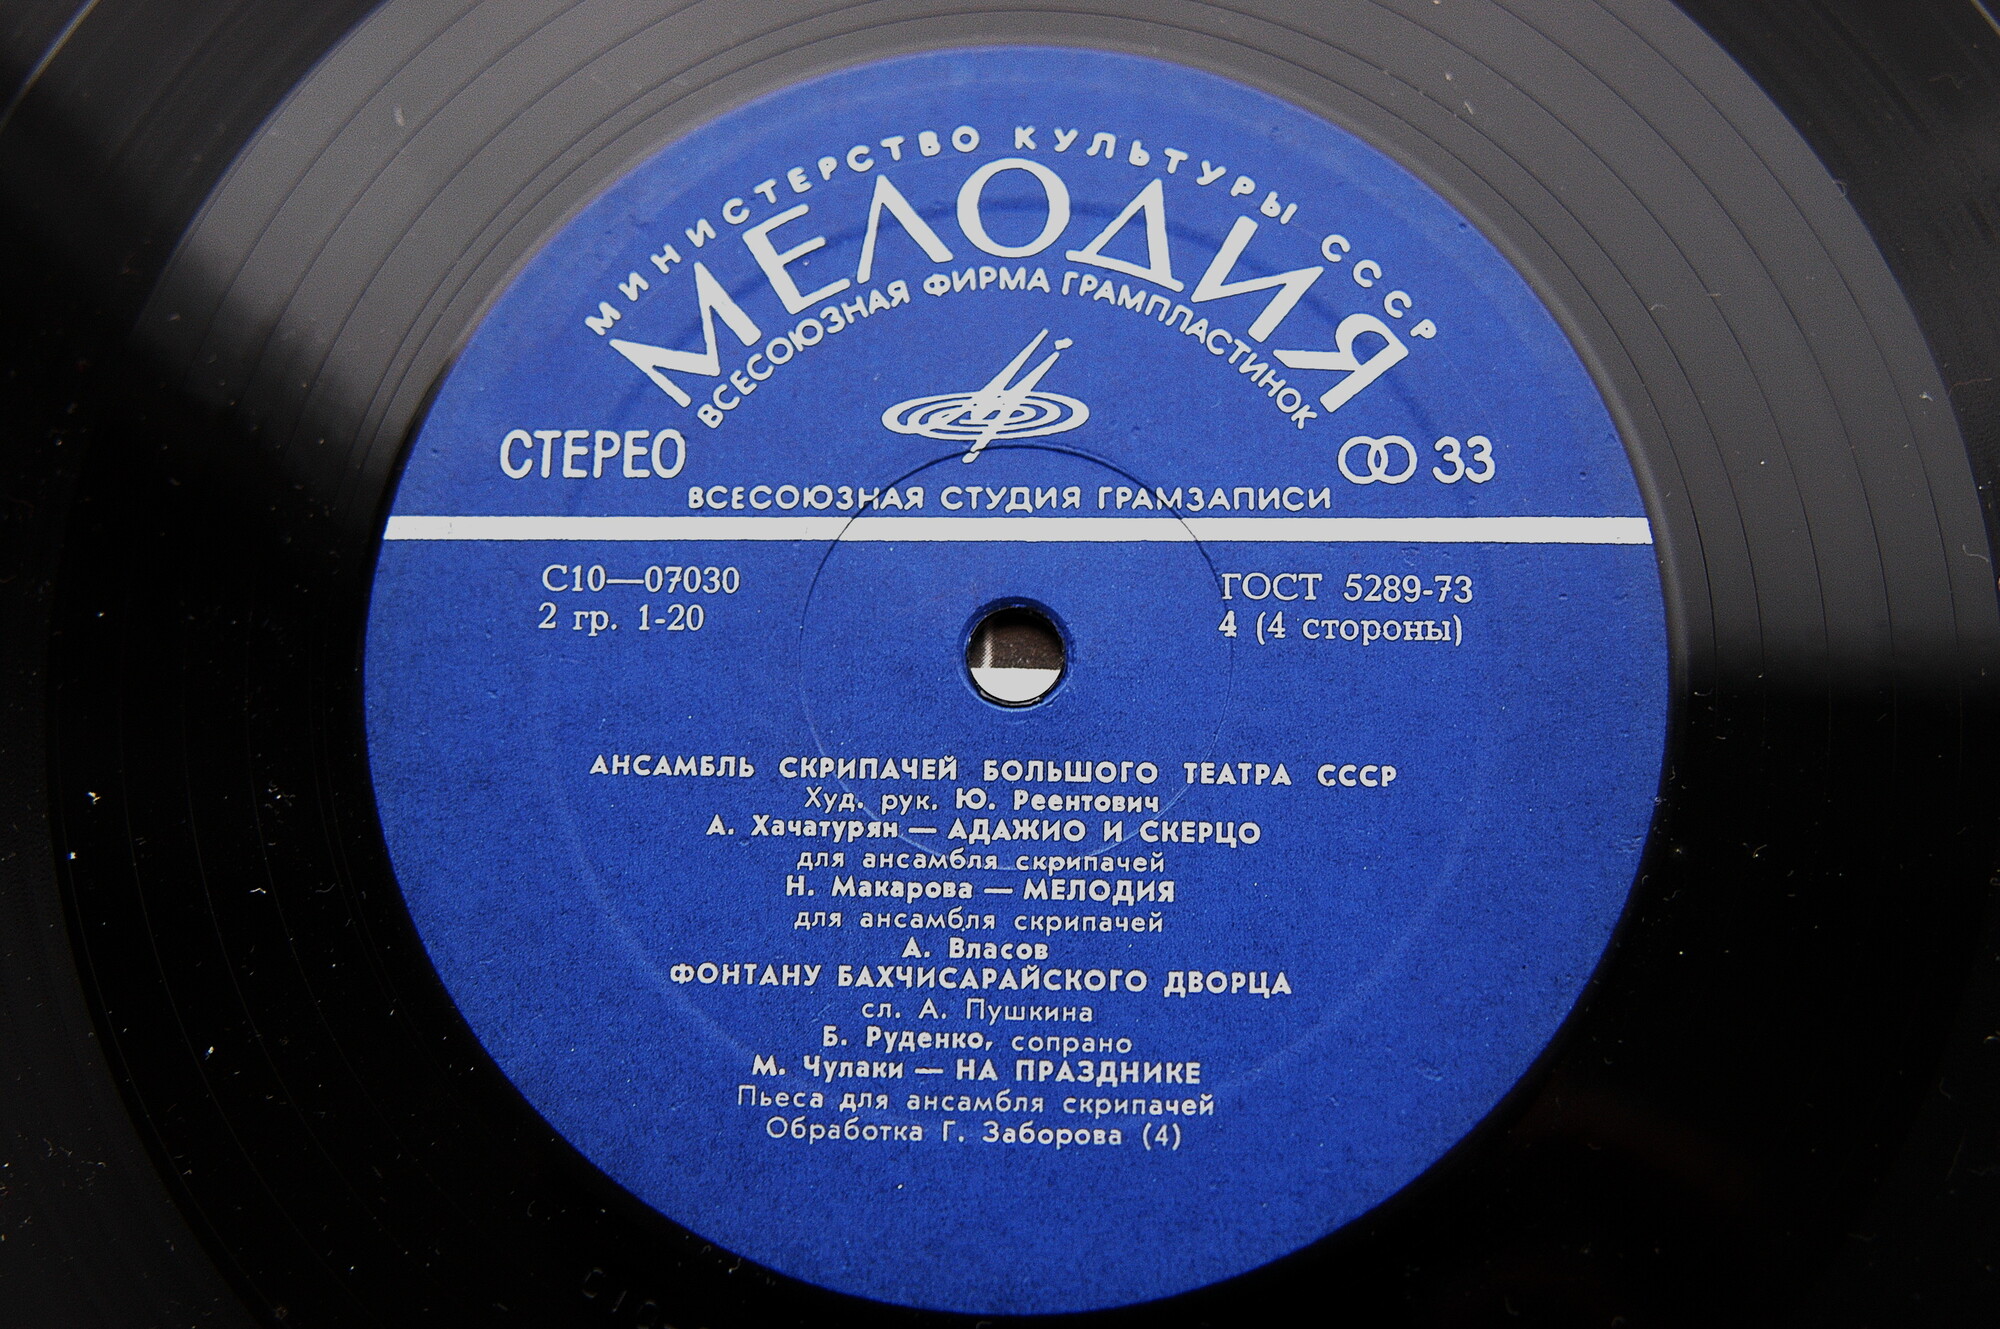 МИНИСТЕРСТВО КУЛЬТУРЫ СССР
МЕЛОДИЯ
ВСЕСОЮЗНАЯ ФИРМА ГРАМПЛАСТИНОК
СТЕРЕО 33
ВСЕСОЮЗНАЯ СТУДИЯ ГРАМЗАПИСИ
С10—07030 ГОСТ 5289-73
2 гр. 1-20 4 (4 стороны)
АНСАМБЛЬ СКРИПАЧЕЙ БОЛЬШОГО ТЕАТРА СССР
Худ. рук. Ю. Реентович
А. Хачатурян — АДАЖИО И СКЕРЦО
для ансамбля скрипачей
Н. Макарова — МЕЛОДИЯ
для ансамбля скрипачей
А. Власов
ФОНТАНУ БАХЧИСАРАЙСКОГО ДВОРЦА
сл. А. Пушкина
Б. Руденко, сопрано
М. Чулаки — НА ПРАЗДНИКЕ
Пьеса для ансамбля скрипачей
Обработка Г. Заборова (4)